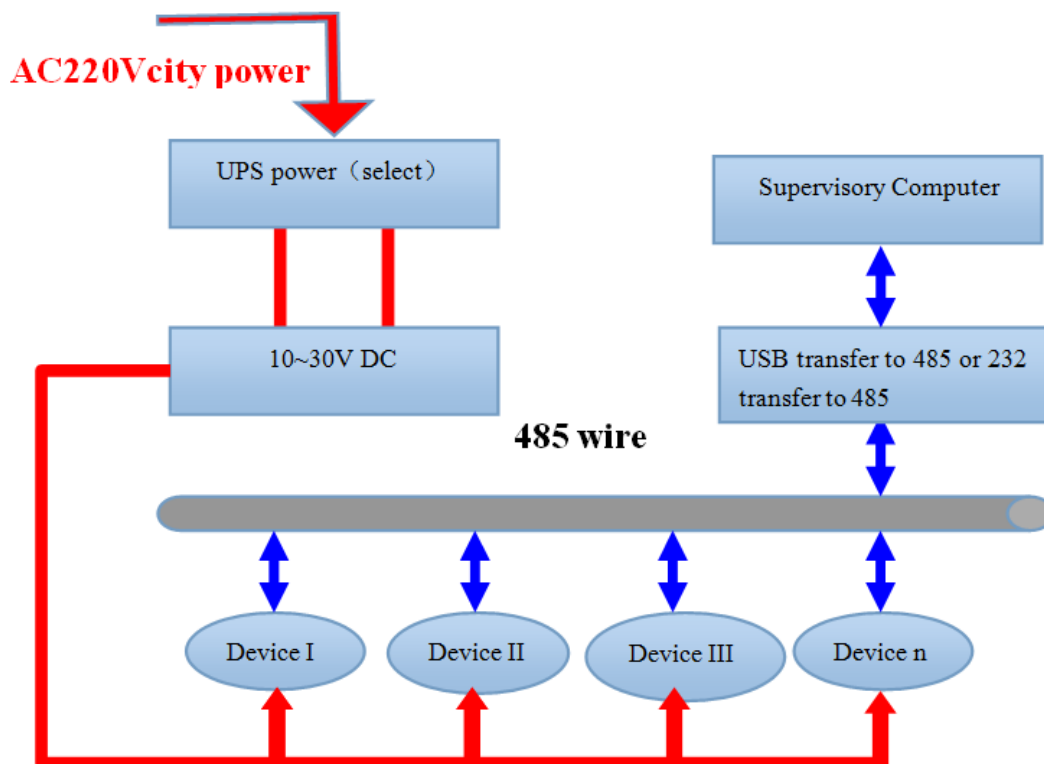 AC220Vcity power
UPS power（select）
Supervisory Computer
10~30V DC
USB transfer to 485 or 232
transfer to 485
485 wire
Device I
Device II
Device III
Device n